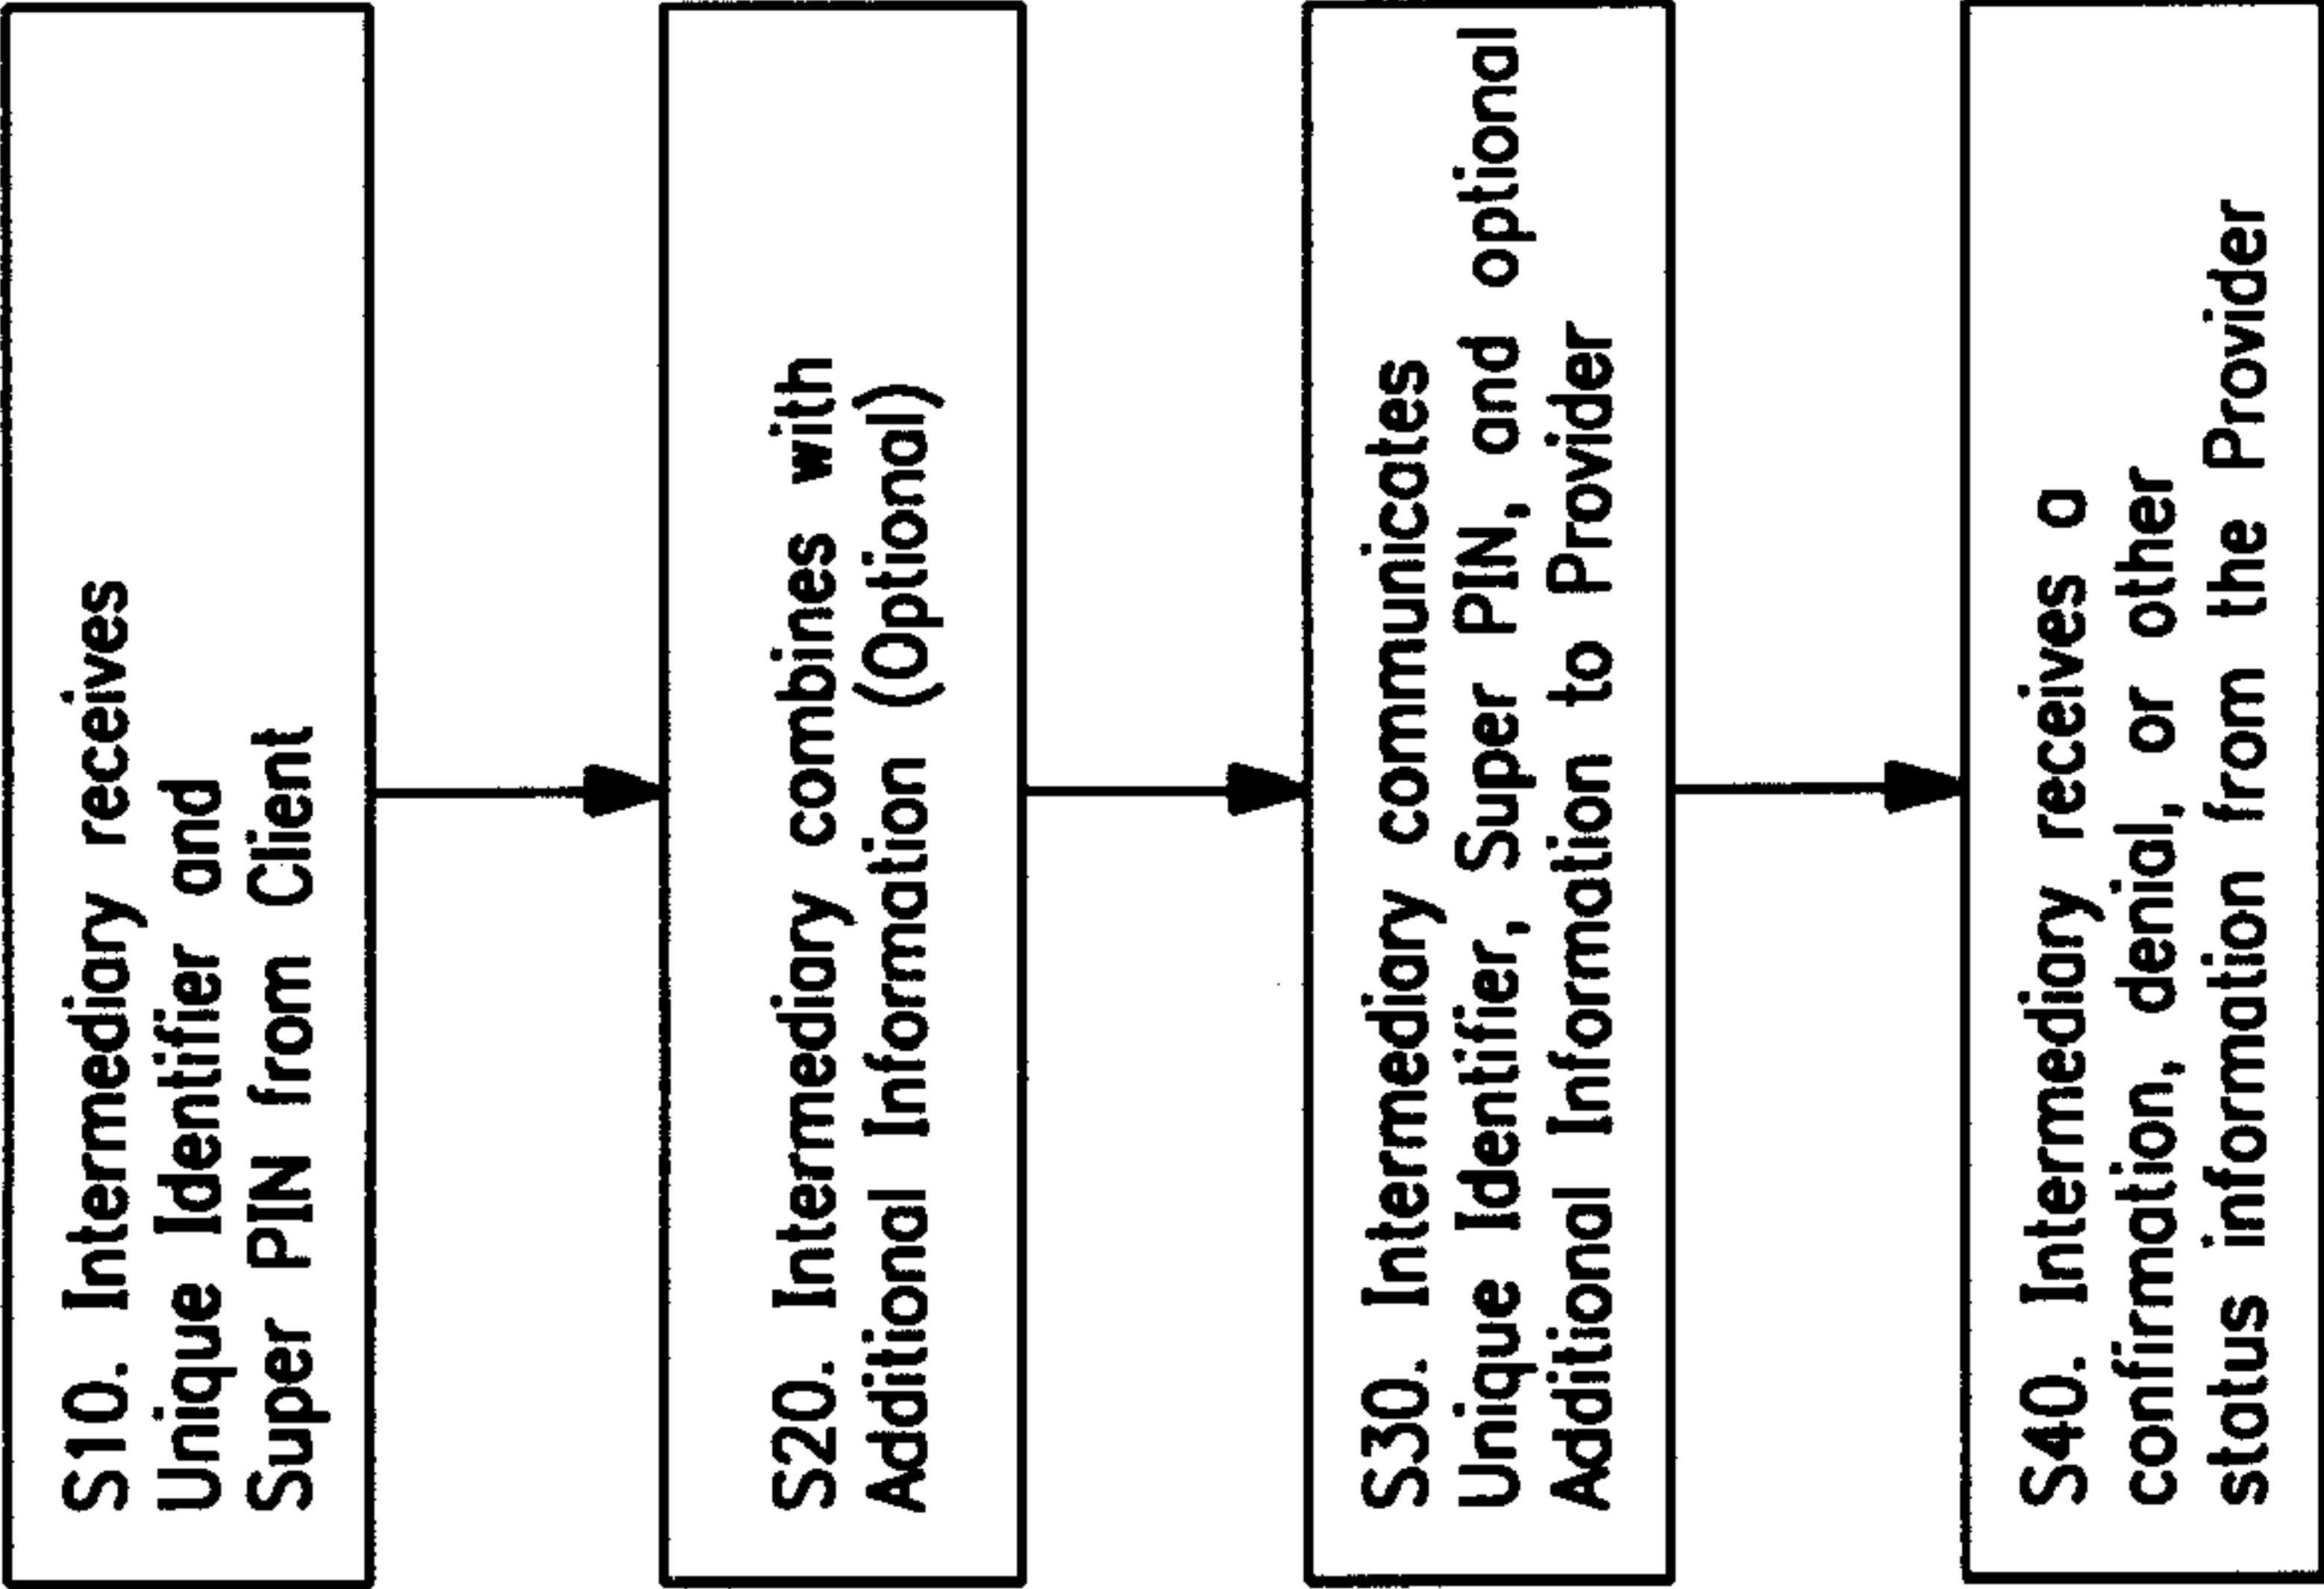 S10. Intermediary receives
Unique Identifier and
Super PIN from Client
S20. Intermediary combines with
Additional Information (Optional)
S30. Intermediary communicates
Unique Identifier, Super PIN, and optional
Additional Information to Provider
S40. Intermediary receives a
confirmation, denial, or other
status information from the Provider